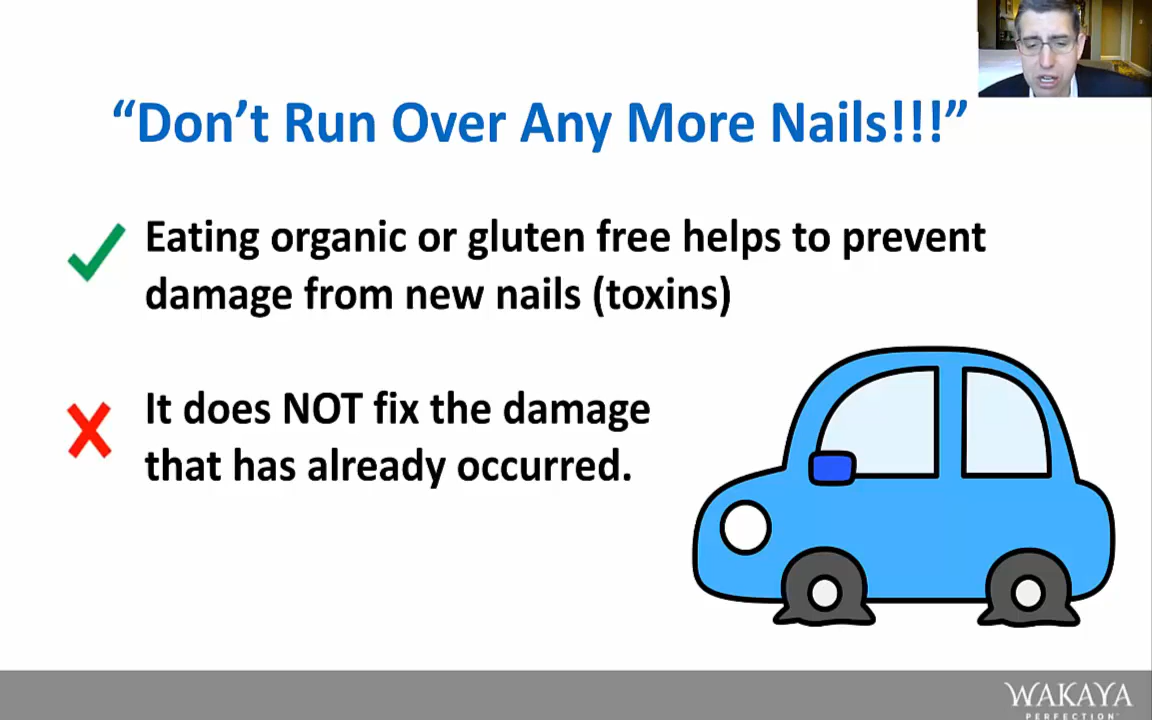 “Don’t Run Over Any More Nails!!!”
Eating organic or gluten free helps to prevent
damage from new nails (toxins)
It does NOT fix the damage
that has already occurred.
WAKAYA
PERFECTION